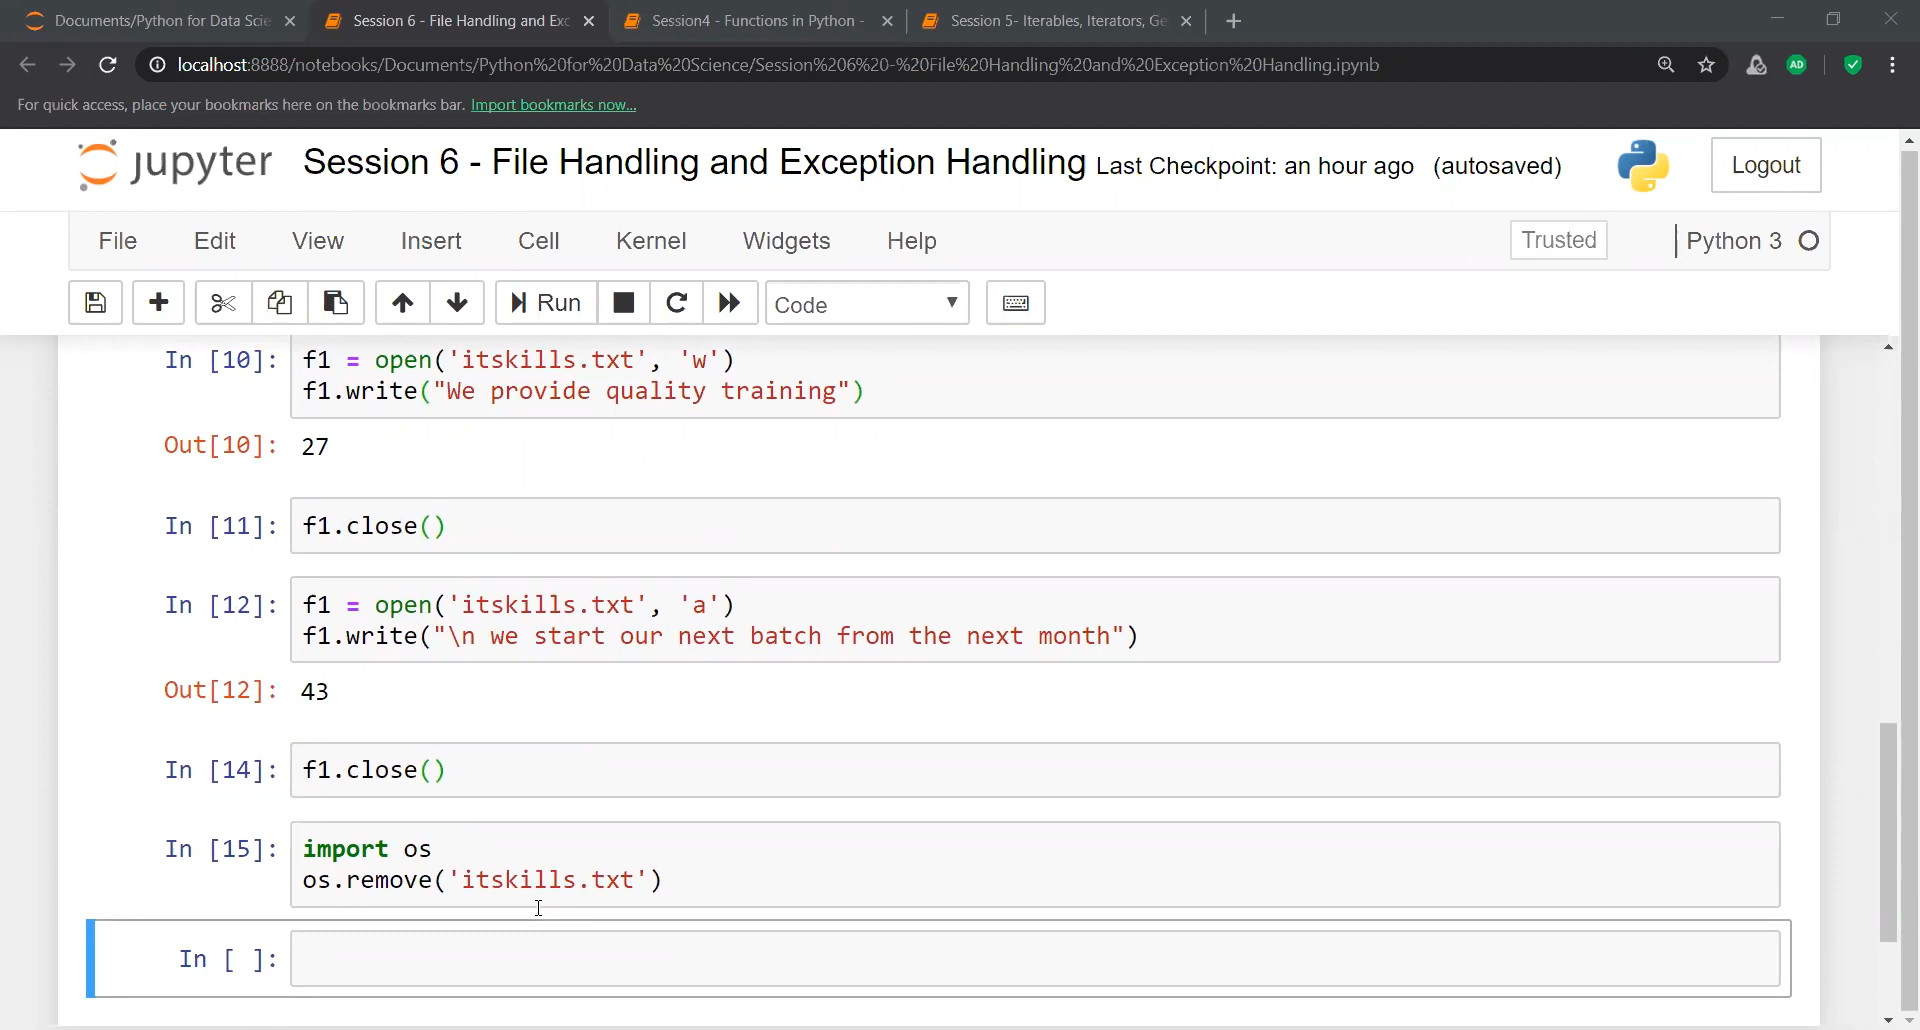 Documents/Python for Data Scie
Session 6 - File Handling and Exc
Session4 - Functions in Python -
Session 5- Iterables, Iterators, Ge
localhost:8888/notebooks/Documents/Python%20for%20Data%20Science/Session%206%20-%20File%20Handling%20and%20Exception%20Handling.ipynb
AD
For quick access, place your bookmarks here on the bookmarks bar. Import bookmarks now...
jupyter Session 6 - File Handling and Exception Handling Last Checkpoint: an hour ago (autosaved)
Logout
File Edit View Insert Cell Kernel Widgets Help
Trusted
Python 3
Run
Code
In [10]: f1 = open('itskills.txt', 'w')
f1.write("We provide quality training")
Out[10]: 27
In [11]: f1.close()
In [12]: f1 = open('itskills.txt', 'a')
f1.write("\n we start our next batch from the next month")
Out[12]: 43
In [14]: f1.close()
In [15]: import os
os.remove('itskills.txt')
In [ ]: